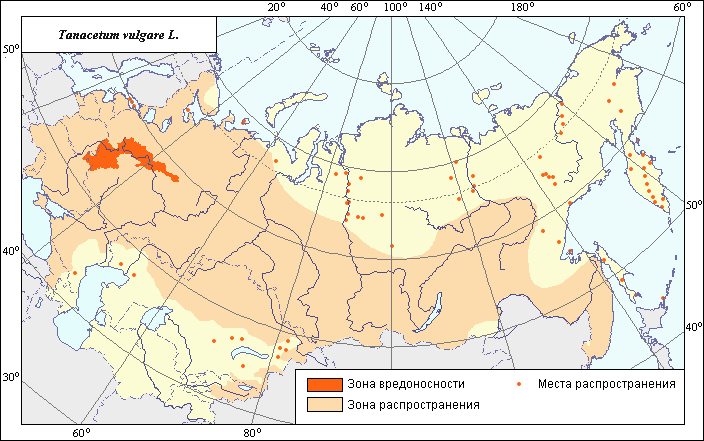 Tanacetum vulgare L.
20° 40° 60° 100° 140° 180° 60°
50°
40°
30°
60° 80°
50°
40°
Зона вредоносности
Места распространения
Зона распространения